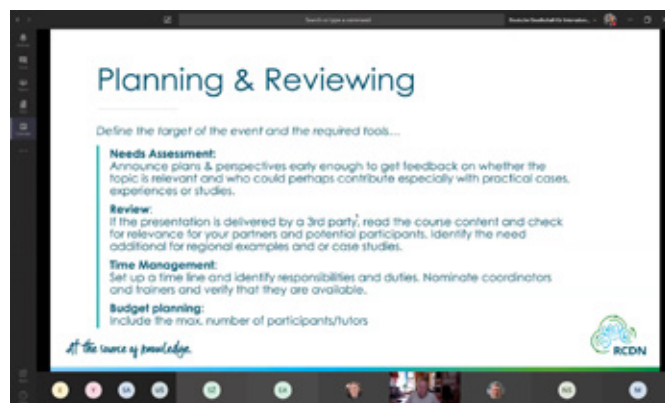 Search or type a command
Planning & Reviewing
Define the target of the event and the required tools...
Needs Assessment:
Announce plans & perspectives early enough to get feedback on whether the
topic is relevant and who could perhaps contribute especially with practical cases,
experiences or studies.
Review:
If the presentation is delivered by a 3rd party, read the course content and check
for relevance for your partners and potential participants. Identify the need
additional for regional examples and or case studies.
Time Management:
Set up a time line and identify responsibilities and duties. Nominate coordinators
and trainers and verify that they are available.
Budget planning:
Include the max. number of participants/tutors
At the source of knowledge.
RCDN